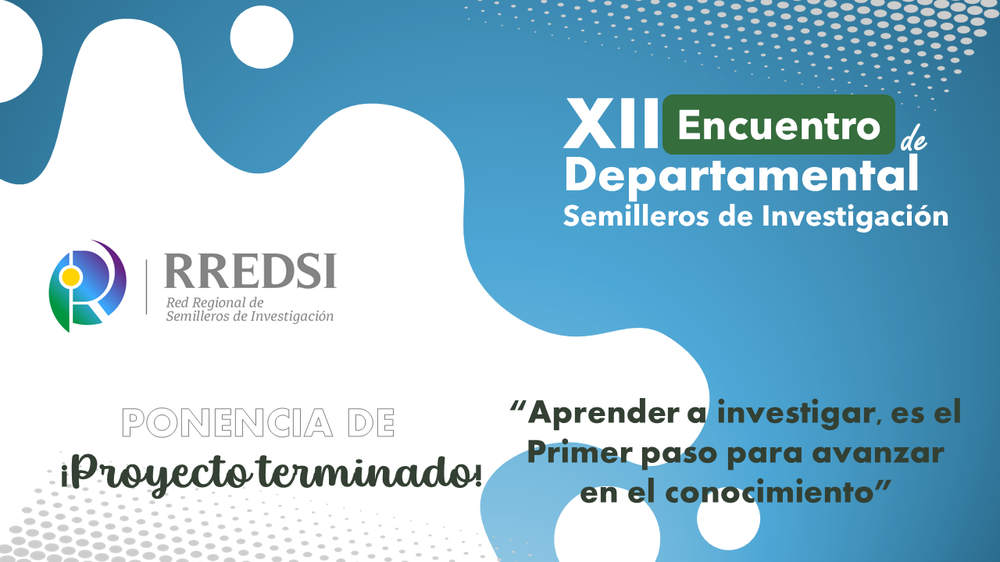 XII Encuentro de
Departamental
Semilleros de Investigación
RREDSI
Red Regional de
Semilleros de Investigación
PONENCIA DE
¡Proyecto terminado!
“Aprender a investigar, es el
Primer paso para avanzar
en el conocimiento”